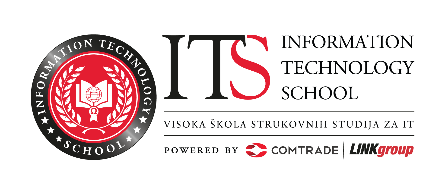 INFORMATION TECHNOLOGY
SCHOOL
ITS
INFORMATION
TECHNOLOGY
SCHOOL
VISOKA ŠKOLA STRUKOVNIH STUDIJA ZA IT
POWERED BY COMTRADE LINKgroup